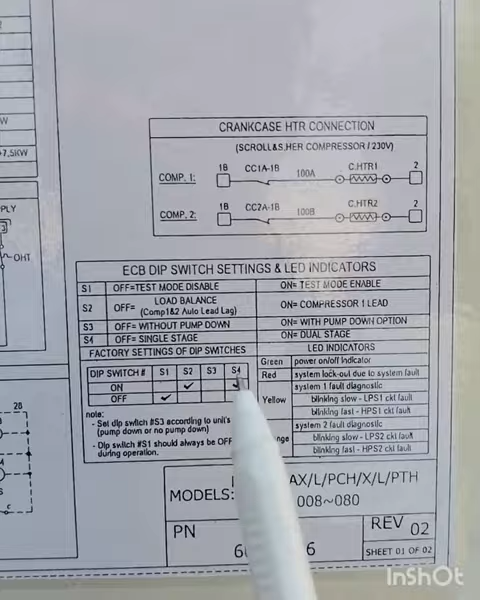 W
+7.5KW
PLY
OHT
2B
CRANKCASE HTR CONNECTION
(SCROLL&S.HER COMPRESSOR / 230V)
COMP. 1: 1B CC1A-1B 100A C.HTR1 2
COMP. 2: 1B CC2A-1B 100B C.HTR2 2
ECB DIP SWITCH SETTINGS & LED INDICATORS
S1 OFF=TEST MODE DISABLE ON= TEST MODE ENABLE
S2 OFF= LOAD BALANCE (Comp1&2 Auto Lead Lag) ON= COMPRESSOR 1 LEAD
S3 OFF= WITHOUT PUMP DOWN ON= WITH PUMP DOWN OPTION
S4 OFF= SINGLE STAGE ON= DUAL STAGE
FACTORY SETTINGS OF DIP SWITCHES
DIP SWITCH # S1 S2 S3 S4
ON ✓ ✓
OFF ✓
note:
- Set dip switch #S3 according to unit's
(pump down or no pump down)
- Dip switch #S1 should always be OFF
during operation.
LED INDICATORS
Green power on/off indicator
Red system lock-out due to system fault
Yellow system 1 fault diagnostic
blinking slow - LPS1 ckt fault
blinking fast - HPS1 ckt fault
nge system 2 fault diagnostic
blinking slow - LPS2 ckt fault
blinking fast - HPS2 ckt fault
MODELS: AX/L/PCH/X/L/PTH
008~080
PN 6 6
REV 02
SHEET 01 OF 02
InShOt